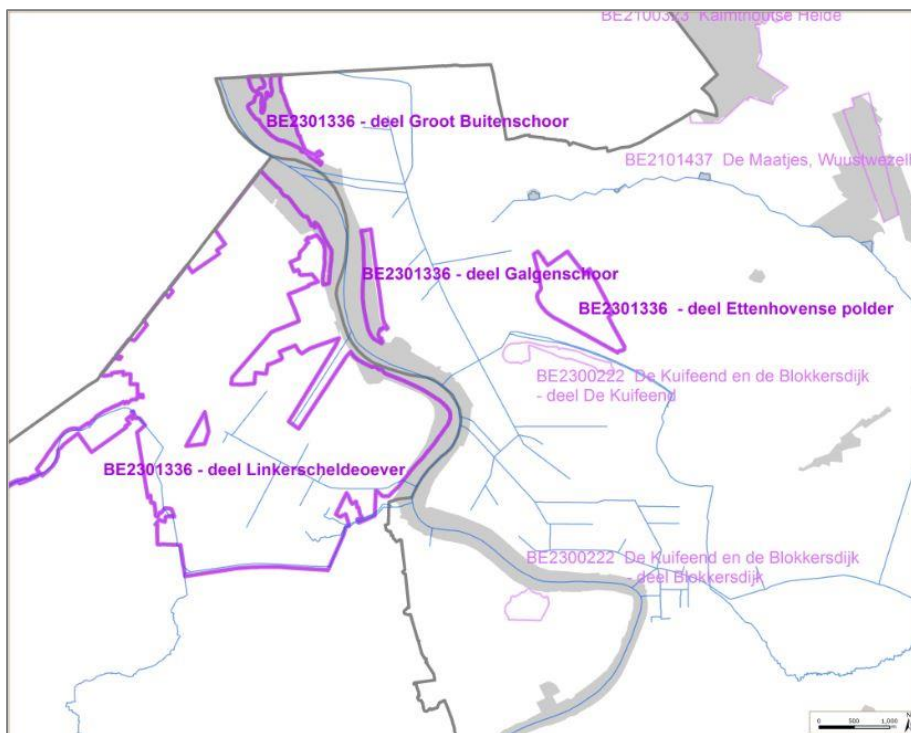 BE2100323 Kalmthoutse Heide
BE2301336 - deel Groot Buitenschoor
BE2101437 De Maatjes, Wuustwezell
BE2301336 - deel Galgenschoor
BE2301336 - deel Ettenhovense polder
BE2300222 De Kuifeend en de Blokkersdijk
- deel De Kuifeend
BE2301336 - deel Linkerscheldeoever
BE2300222 De Kuifeend en de Blokkersdijk
- deel Blokkersdijk
0 500 1,000
N